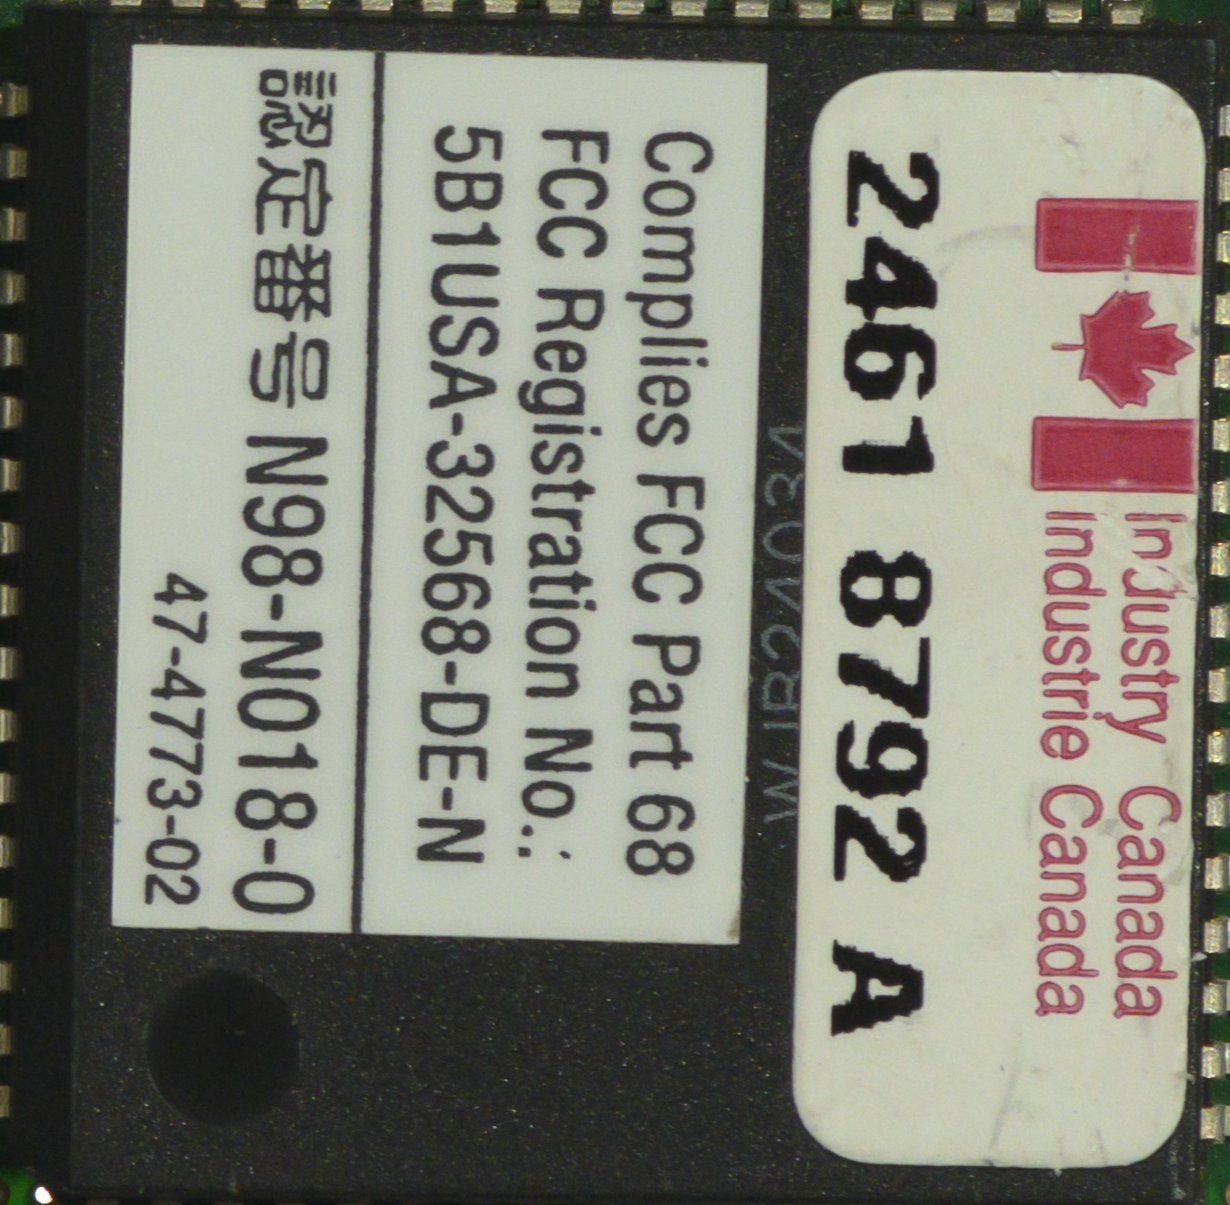 Industry Canada
Industrie Canada
2461 8792 A
Complies FCC Part 68
FCC Registration No.:
5B1USA-32568-DE-N
認定番号 N98-N018-0
47-4773-02